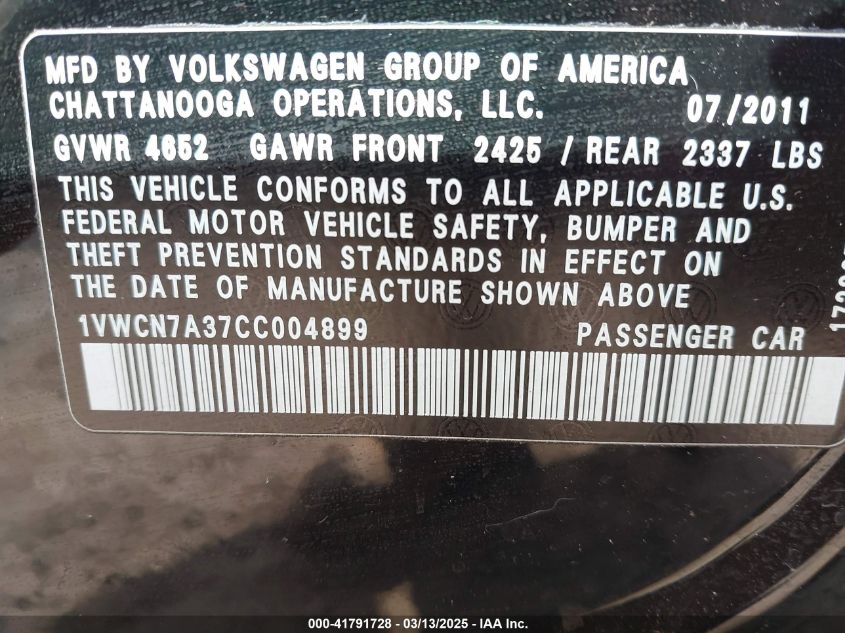 MFD BY VOLKSWAGEN GROUP OF AMERICA
CHATTANOOGA OPERATIONS, LLC. 07/2011
GVWR 4652 GAWR FRONT 2425 / REAR 2337 LBS
THIS VEHICLE CONFORMS TO ALL APPLICABLE U.S.
FEDERAL MOTOR VEHICLE SAFETY, BUMPER AND
THEFT PREVENTION STANDARDS IN EFFECT ON
THE DATE OF MANUFACTURE SHOWN ABOVE
1VWCN7A37CC004899 PASSENGER CAR
000-41791728 - 03/13/2025 - IAA, Inc.